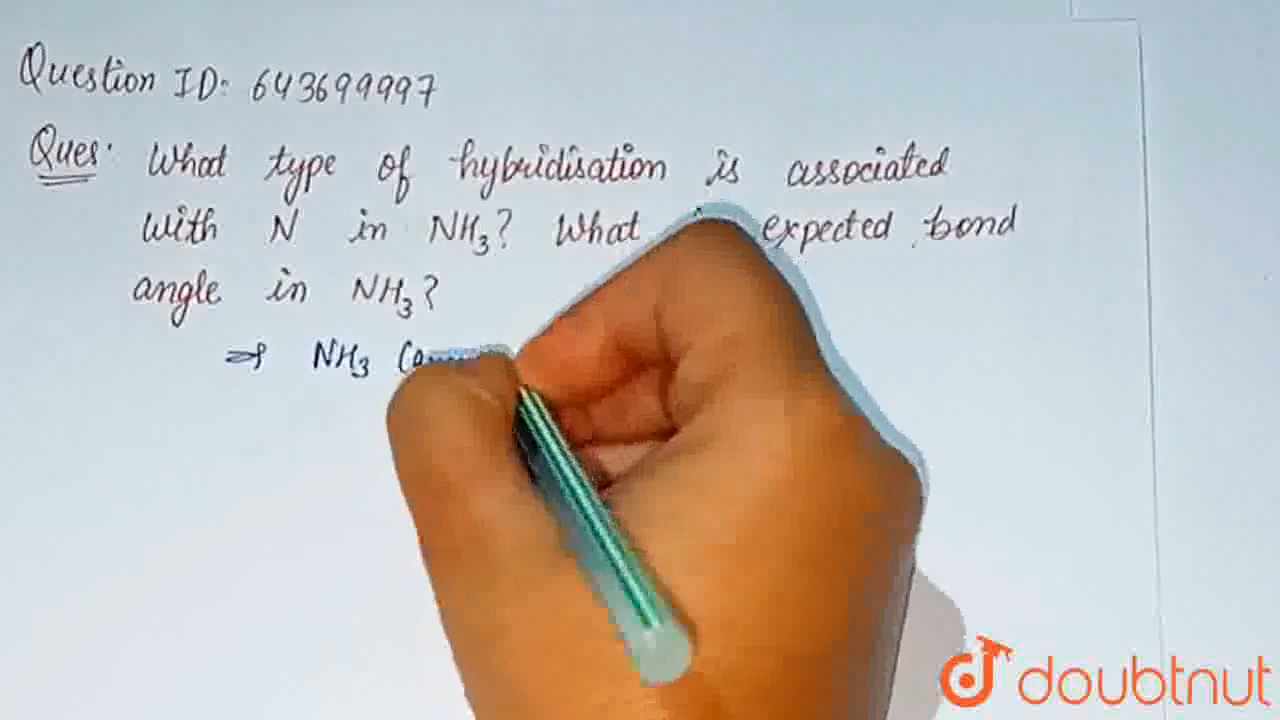 Question ID: 643699997
Ques: What type of hybridisation is associated
with N in NH₃? What expected bond
angle in NH₃?
⇒ NH₃
doubtnut